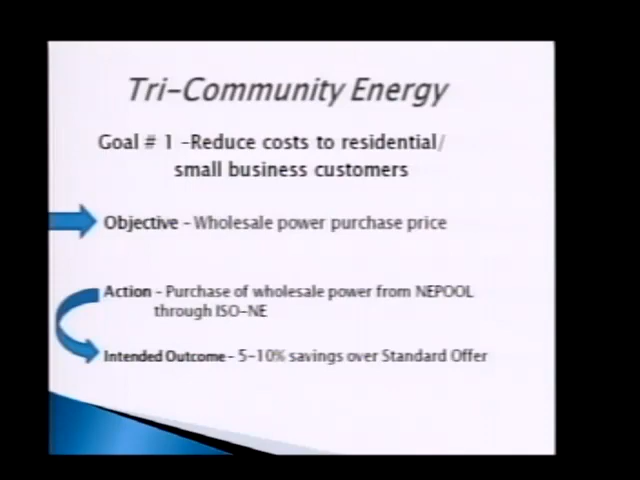 Tri-Community Energy
Goal # 1 -Reduce costs to residential/
small business customers
Objective - Wholesale power purchase price
Action - Purchase of wholesale power from NEPOOL
through ISO-NE
Intended Outcome - 5-10% savings over Standard Offer